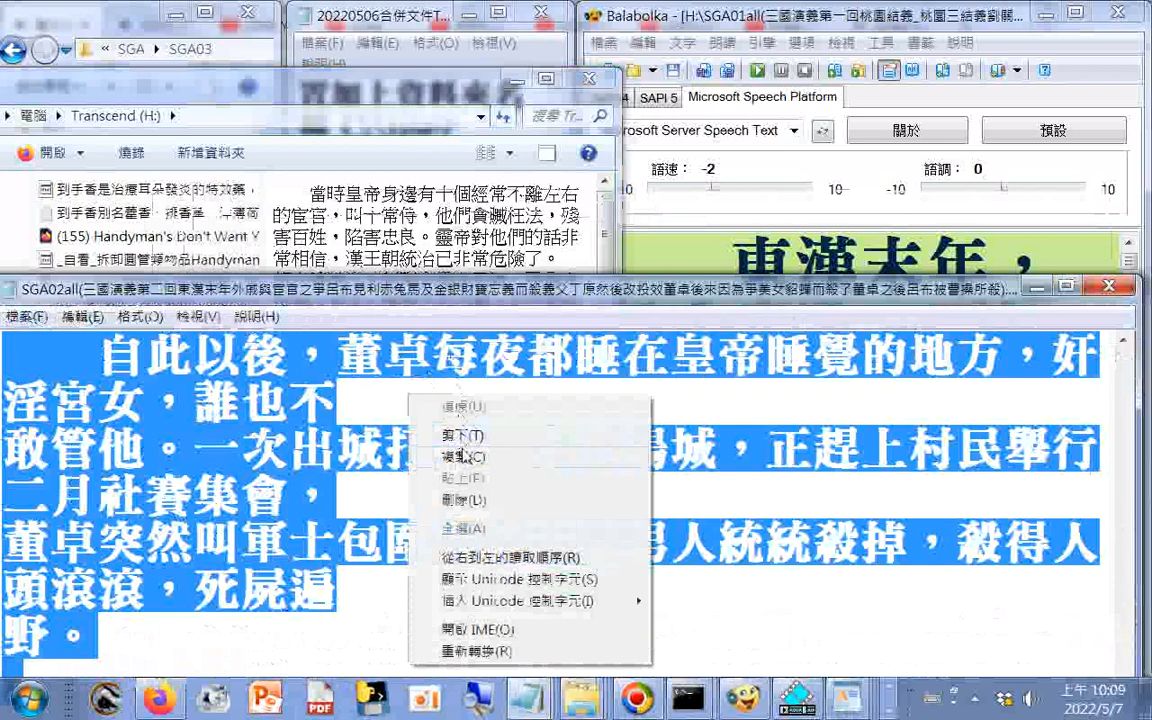 20220506合併文件T...
Balabolka - [H:\SGA01all(三國演義第一回桃園結義_桃園三結義劉關...
« SGA ▸ SGA03
檔案(F) 編輯(E) 格式(O) 檢視(V)
說明(H)
檔案 編輯 文字 朗讀 引擎 選項 檢視 工具 書籤 說明
4 SAPI 5 Microsoft Speech Platform
電腦 ▸ Transcend (H:) ▸
搜尋 Tr...
rosoft Server Speech Text
關於 預設
開啟 燒錄 新增資料夾
語速： -2 語調： 0
10 -10 10
到手香是治療耳朵發炎的特效藥，
(155) Handyman's Don't Want Y
_自看_拆卸圓管婦物品Handyman
當時皇帝身邊有十個經常不離左右
的宦官，叫十常侍，他們貪贓枉法，殘
害百姓，陷害忠良。靈帝對他們的話非
常相信，漢王朝統治已非常危險了。
東漢末年，
SGA02all(三國演義第二回東漢末年外戚與宦官之爭呂布見利赤兔馬及金銀財寶忘義而殺義父丁原然後改投效董卓後來因為爭美女貂蟬而殺了董卓之後呂布被曹操所殺)....
檔案(F) 編輯(E) 格式(O) 檢視(V) 說明(H)
自此以後，董卓每夜都睡在皇帝睡覺的地方，奸
淫宮女，誰也不
敢管他。一次出城 城，正趕上村民舉行
二月社賽集會，
董卓突然叫軍士包 男人統統殺掉，殺得人
頭滾滾，死屍遍
野。
復原(U)
剪下(T)
複製(C)
貼上(P)
刪除(D)
全選(A)
從右到左的讀取順序(R)
顯示 Unicode 控制字元(S)
插入 Unicode 控制字元(I)
開啟 IME(O)
重新轉換(R)
上午 10:09
2022/5/7